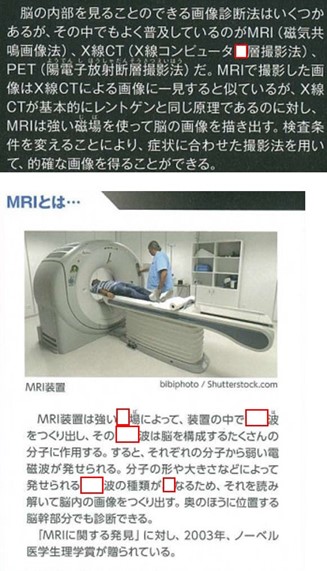 脳の内部を見ることのできる画像診断法はいくつか
あるが、その中でもよく普及しているのがMRI（磁気共
鳴画像法）、X線CT（X線コンピュータ層撮影法）、
PET（陽電子放射断層撮影法）だ。MRIで撮影した画
像はX線CTによる画像に一見すると似ているが、X線
CTが基本的にレントゲンと同じ原理であるのに対し、
MRIは強い磁場を使って脳の画像を描き出す。検査条
件を変えることにより、症状に合わせた撮影法を用い
て、的確な画像を得ることができる。
MRIとは…
MRI装置
bibiphoto / Shutterstock.com
MRI装置は強い場によって、装置の中で波
をつくり出し、その波は脳を構成するたくさんの
分子に作用する。すると、それぞれの分子から弱い電
磁波が発せられる。分子の形や大きさなどによって
発せられる波の種類がなるため、それを読み
解いて脳内の画像をつくり出す。奥のほうに位置する
脳幹部分でも診断できる。
「MRIに関する発見」に対し、2003年、ノーベル
医学生理学賞が贈られている。